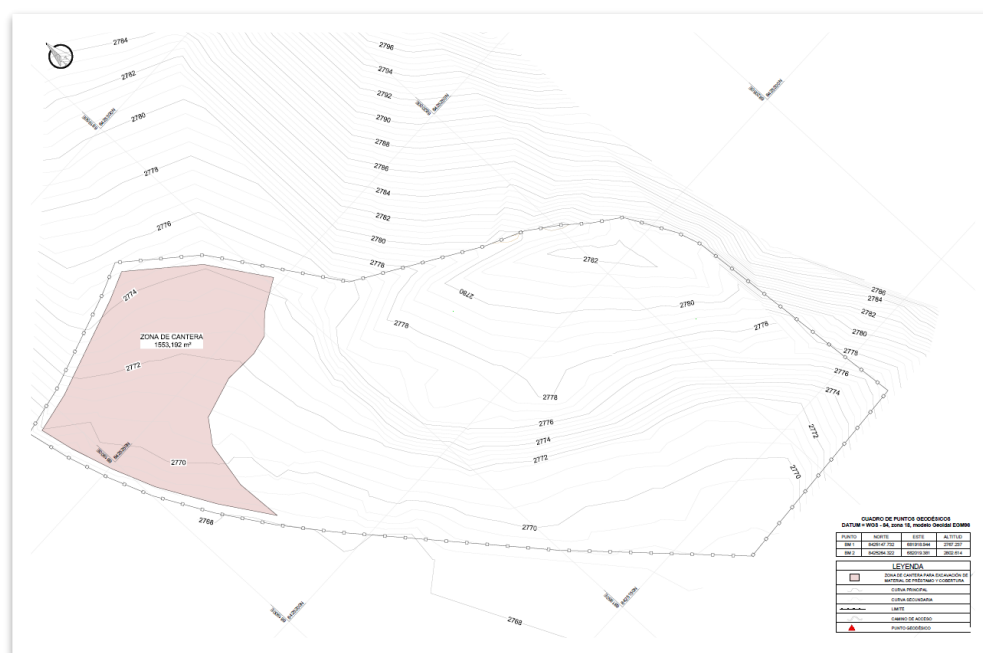 2784
2782
2780
2778
2776
2796
2794
2792
2790
2788
2786
2784
2782
2780
2778
2774
ZONA DE CANTERA
1553,192 m²
2772
2770
2768
2782
2780
2780
2778
2778
2778
2776
2774
2772
2770
2768
2786
2784
2782
2780
2778
2776
2774
2772
2770
CUADRO DE PUNTOS GEODÉSICOS
DATUM = WGS - 84, zona 18, modelo Geoidal EGM96
PUNTO NORTE ESTE ALTITUD
BM 1
BM 2
LEYENDA
ZONA DE CANTERA PARA EXCAVACIÓN DE
MATERIAL DE PRÉSTAMO Y COBERTURA
CURVA PRINCIPAL
CURVA SECUNDARIA
LIMITE
CAMINO DE ACCESO
PUNTO GEODÉSICO